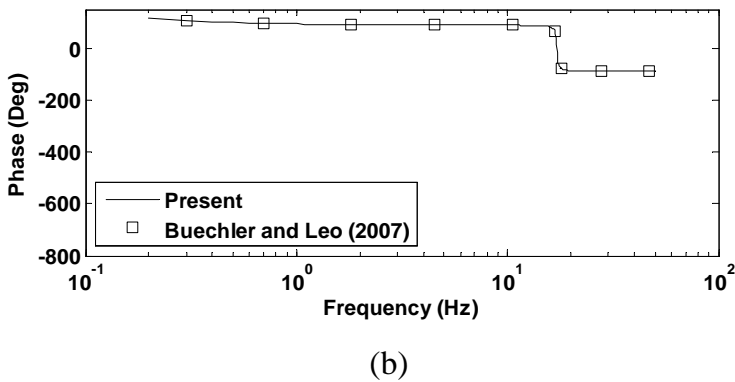 0
-200
-400
-600
-800
Phase (Deg)
Present
Buechler and Leo (2007)
10^-1
10^0
10^1
10^2
Frequency (Hz)
(b)